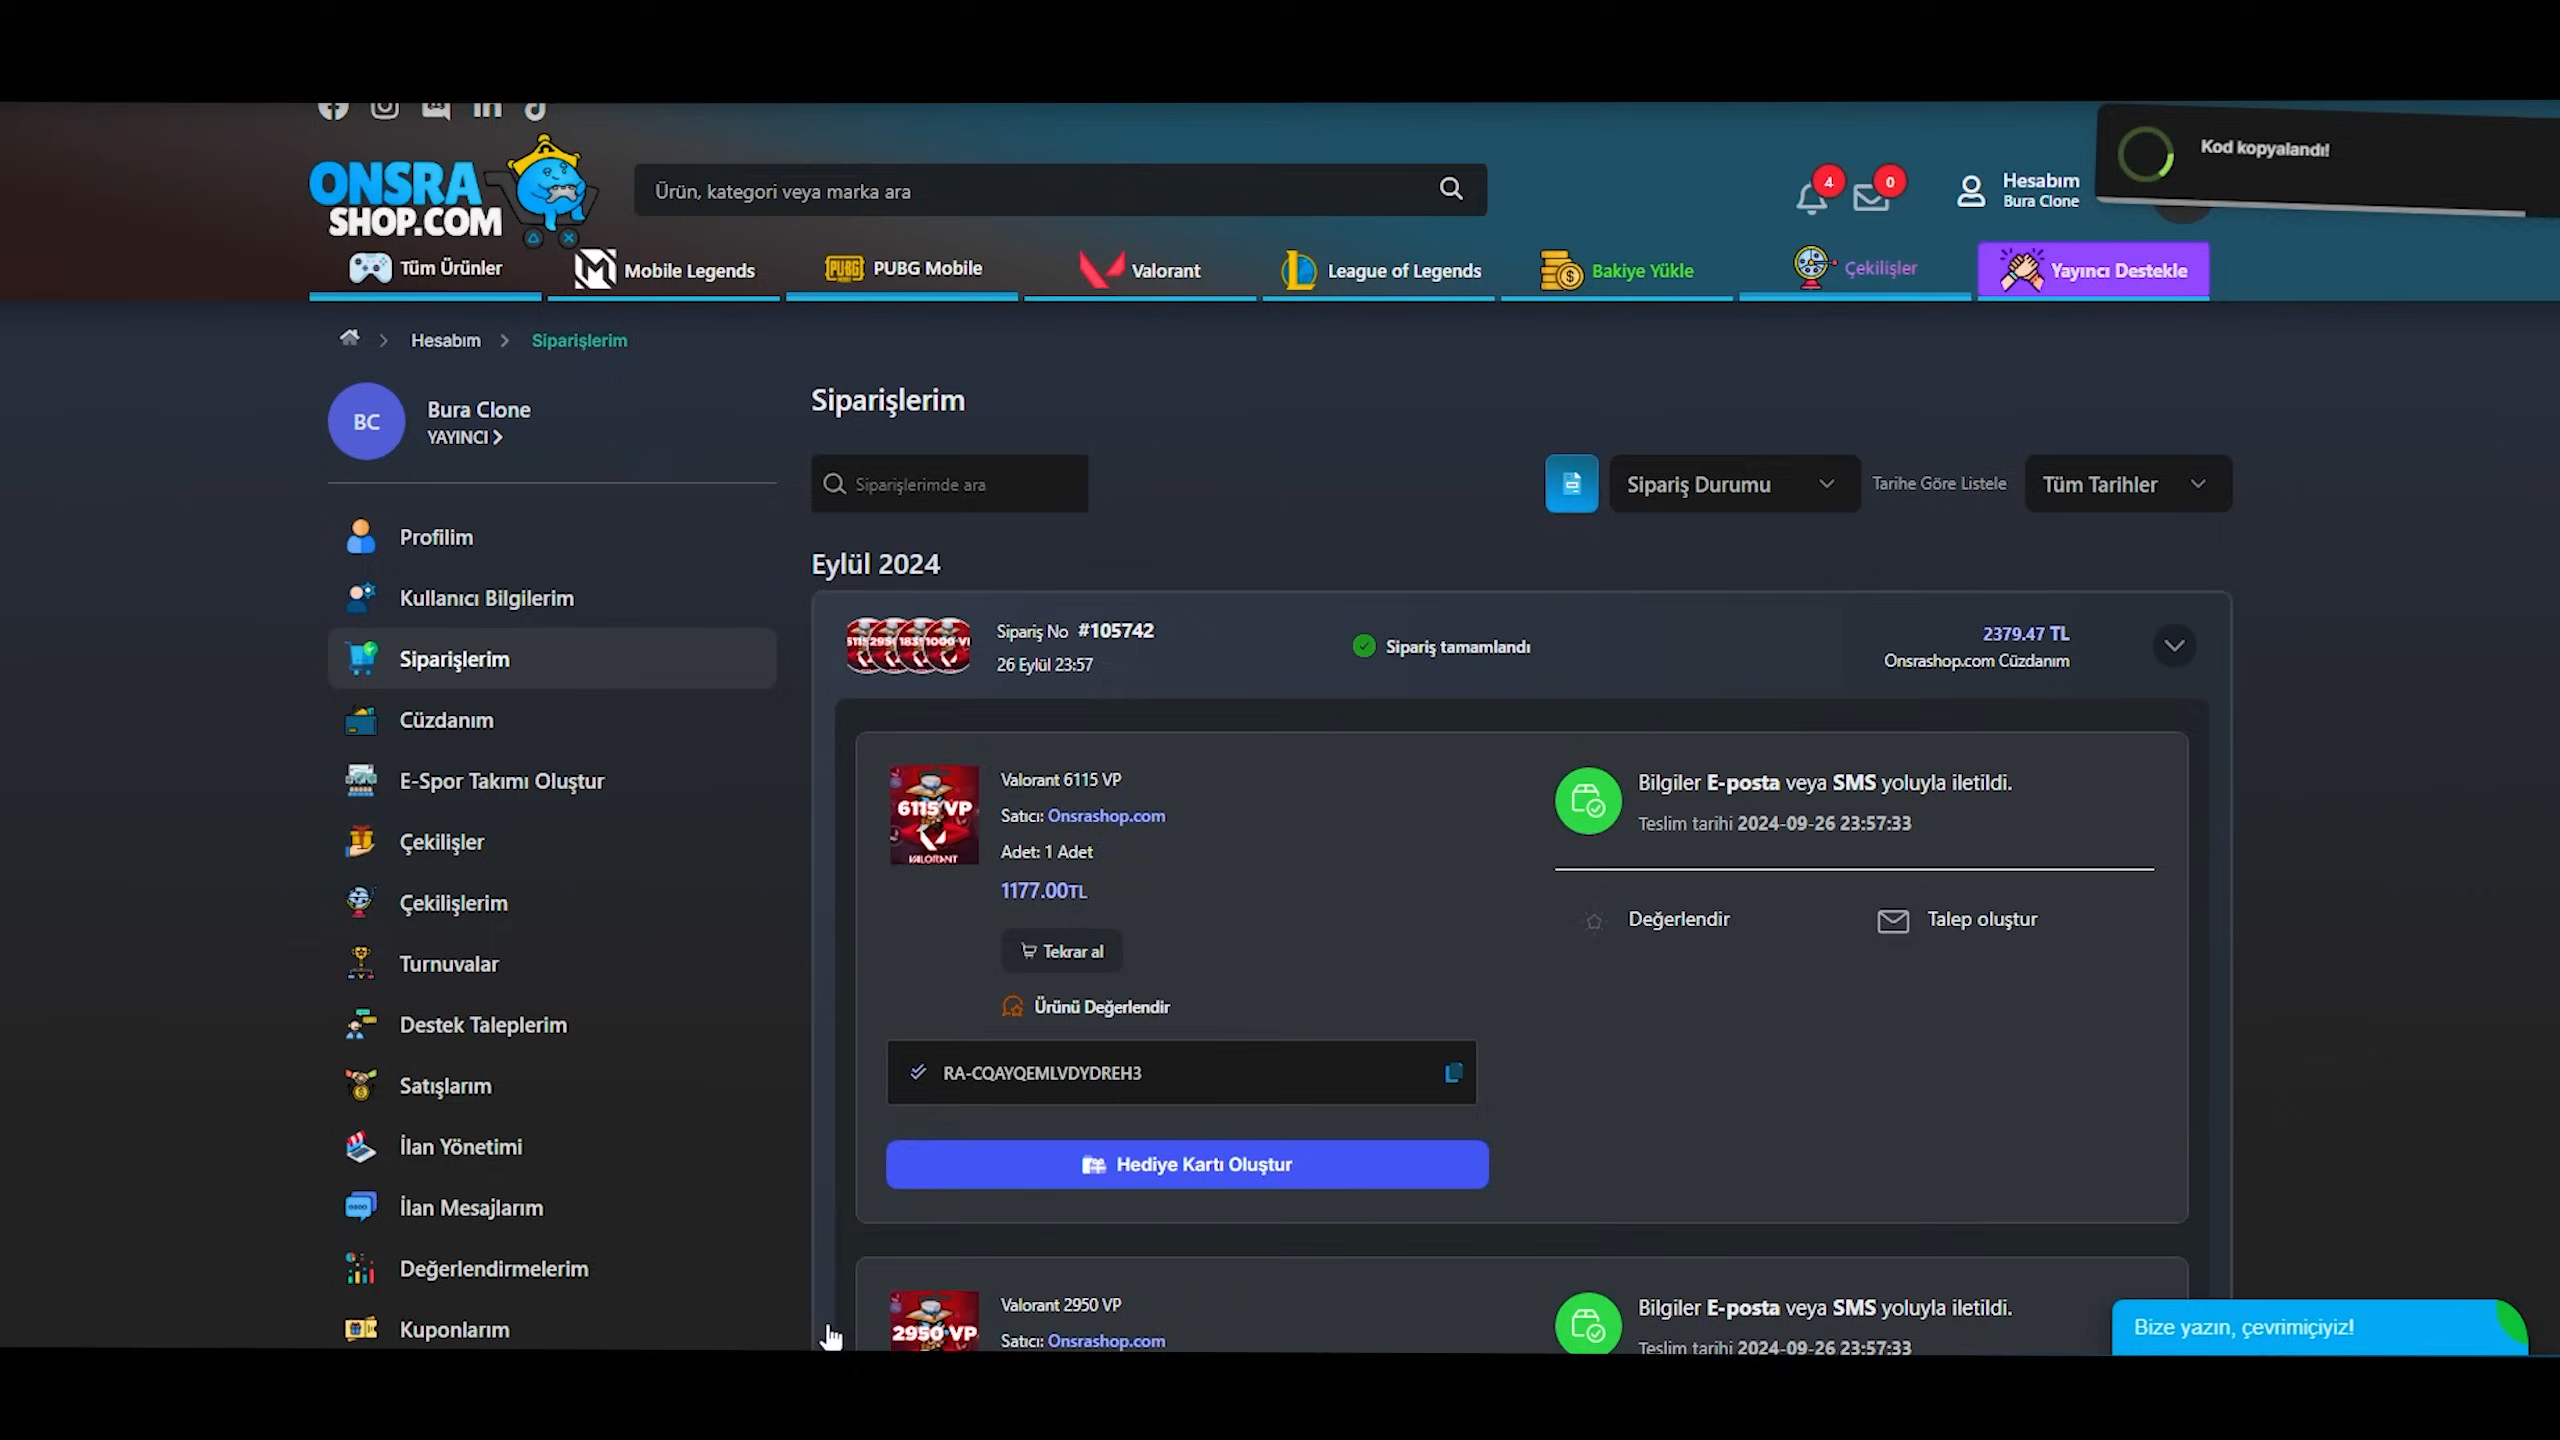 ONSRA
SHOP.COM
Ürün, kategori veya marka ara
4
0
Hesabım
Bura Clone
Kod kopyalandı!
Tüm Ürünler
Mobile Legends
PUBG
PUBG Mobile
Valorant
League of Legends
Bakiye Yükle
Çekilişler
Yayıncı Destekle
Hesabım
Siparişlerim
BC
Bura Clone
YAYINCI
Profilim
Kullanıcı Bilgilerim
Siparişlerim
Cüzdanım
E-Spor Takımı Oluştur
Çekilişler
Çekilişlerim
Turnuvalar
Destek Taleplerim
Satışlarım
İlan Yönetimi
İlan Mesajlarım
Değerlendirmelerim
Kuponlarım
Siparişlerim
Siparişlerimde ara
Sipariş Durumu
Tarihe Göre Listele
Tüm Tarihler
Eylül 2024
Sipariş No #105742
26 Eylül 23:57
Sipariş tamamlandı
2379.47 TL
Onsrashop.com Cüzdanım
6115 VP
VALORANT
Valorant 6115 VP
Satıcı: Onsrashop.com
Adet: 1 Adet
1177.00TL
Tekrar al
Ürünü Değerlendir
RA-CQAYQEMLVDYDREH3
Hediye Kartı Oluştur
Bilgiler E-posta veya SMS yoluyla iletildi.
Teslim tarihi 2024-09-26 23:57:33
Değerlendir
Talep oluştur
2950 VP
Valorant 2950 VP
Satıcı: Onsrashop.com
Bilgiler E-posta veya SMS yoluyla iletildi.
Teslim tarihi 2024-09-26 23:57:33
Bize yazın, çevrimiçiyiz!